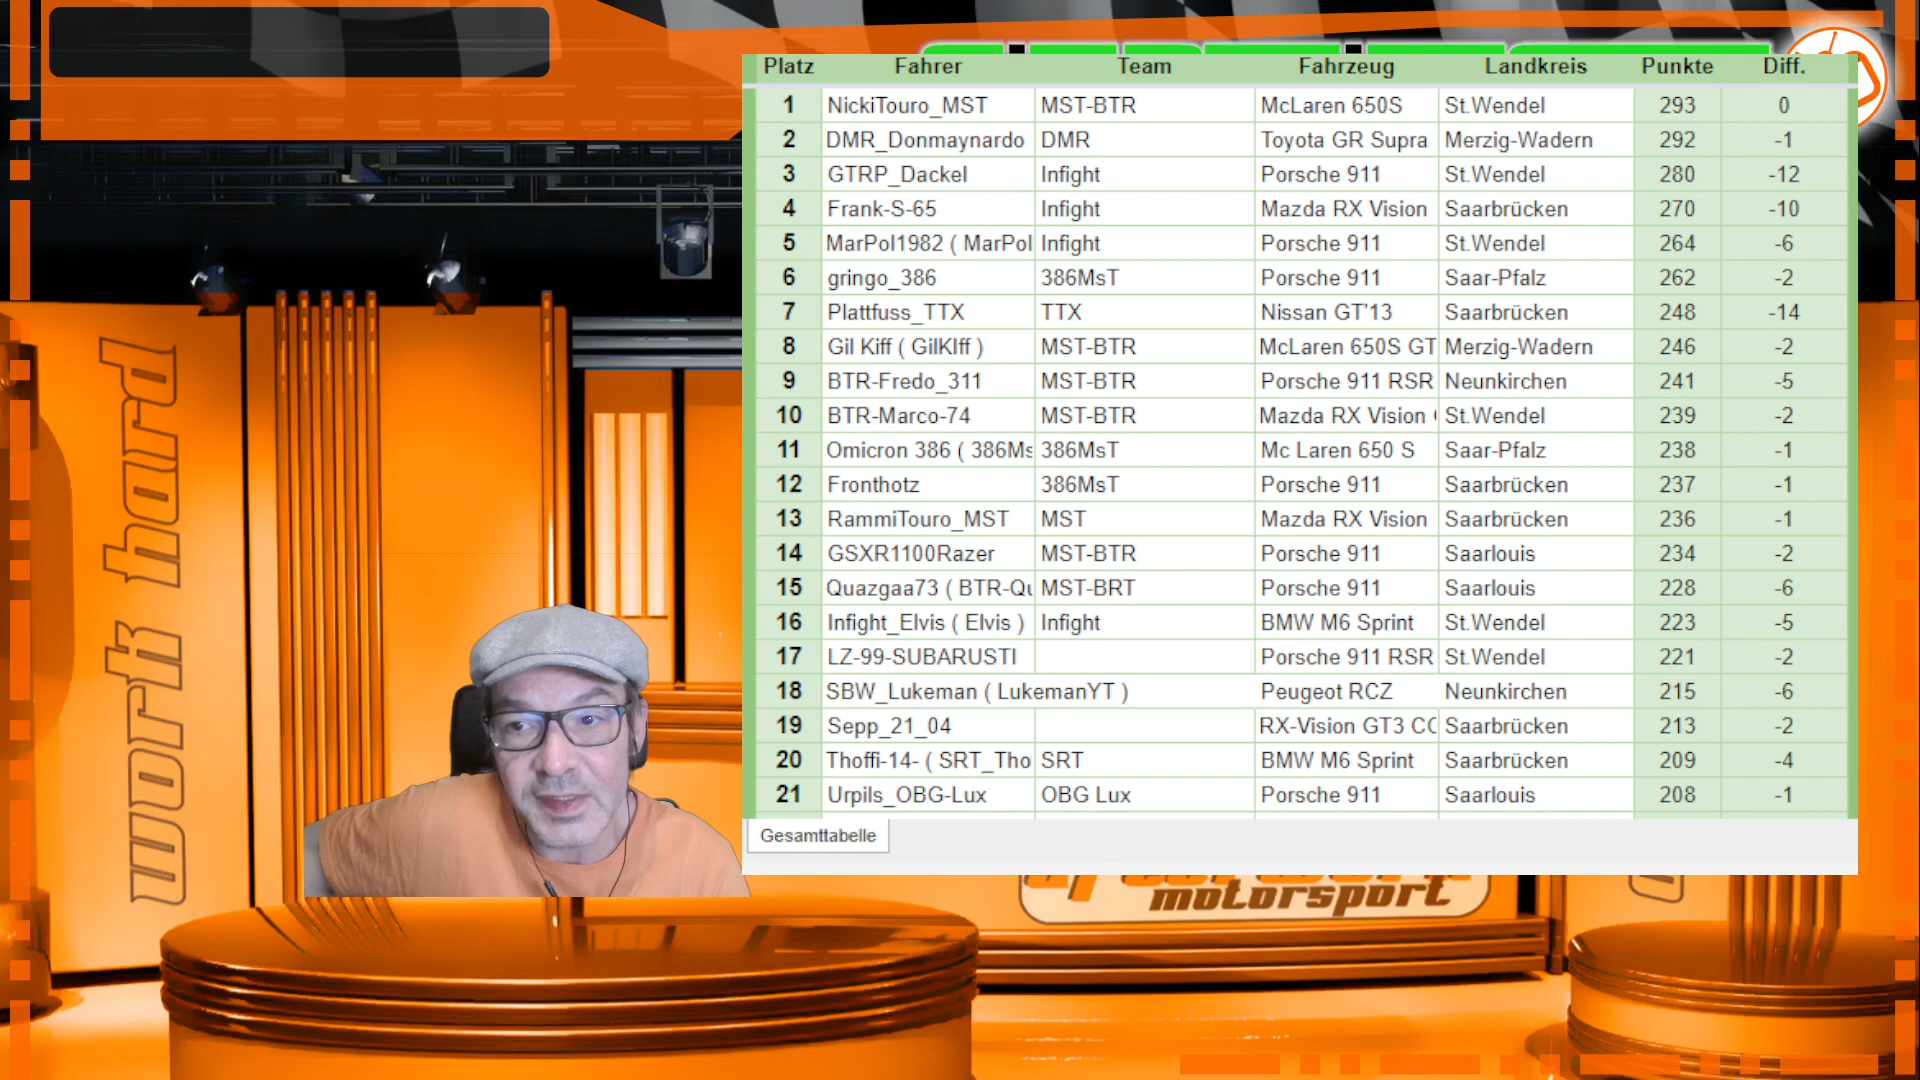 Platz Fahrer Team Fahrzeug Landkreis Punkte Diff.
1 NickiTouro_MST MST-BTR McLaren 650S St.Wendel 293 0
2 DMR_Donmaynardo DMR Toyota GR Supra Merzig-Wadern 292 -1
3 GTRP_Dackel Infight Porsche 911 St.Wendel 280 -12
4 Frank-S-65 Infight Mazda RX Vision Saarbrücken 270 -10
5 MarPol1982 ( MarPol Infight Porsche 911 St.Wendel 264 -6
6 gringo_386 386MsT Porsche 911 Saar-Pfalz 262 -2
7 Plattfuss_TTX TTX Nissan GT'13 Saarbrücken 248 -14
8 Gil Kiff ( GilKIff ) MST-BTR McLaren 650S GT Merzig-Wadern 246 -2
9 BTR-Fredo_311 MST-BTR Porsche 911 RSR Neunkirchen 241 -5
10 BTR-Marco-74 MST-BTR Mazda RX Vision St.Wendel 239 -2
11 Omicron 386 ( 386Ms 386MsT Mc Laren 650 S Saar-Pfalz 238 -1
12 Fronthotz 386MsT Porsche 911 Saarbrücken 237 -1
13 RammiTouro_MST MST Mazda RX Vision Saarbrücken 236 -1
14 GSXR1100Razer MST-BTR Porsche 911 Saarlouis 234 -2
15 Quazgaa73 ( BTR-Qu MST-BRT Porsche 911 Saarlouis 228 -6
16 Infight_Elvis ( Elvis ) Infight BMW M6 Sprint St.Wendel 223 -5
17 LZ-99-SUBARUSTI Porsche 911 RSR St.Wendel 221 -2
18 SBW_Lukeman ( LukemanYT ) Peugeot RCZ Neunkirchen 215 -6
19 Sepp_21_04 RX-Vision GT3 CO Saarbrücken 213 -2
20 Thoffi-14- ( SRT_Tho SRT BMW M6 Sprint Saarbrücken 209 -4
21 Urpils_OBG-Lux OBG Lux Porsche 911 Saarlouis 208 -1
Gesamttabelle
work hard
motorsport